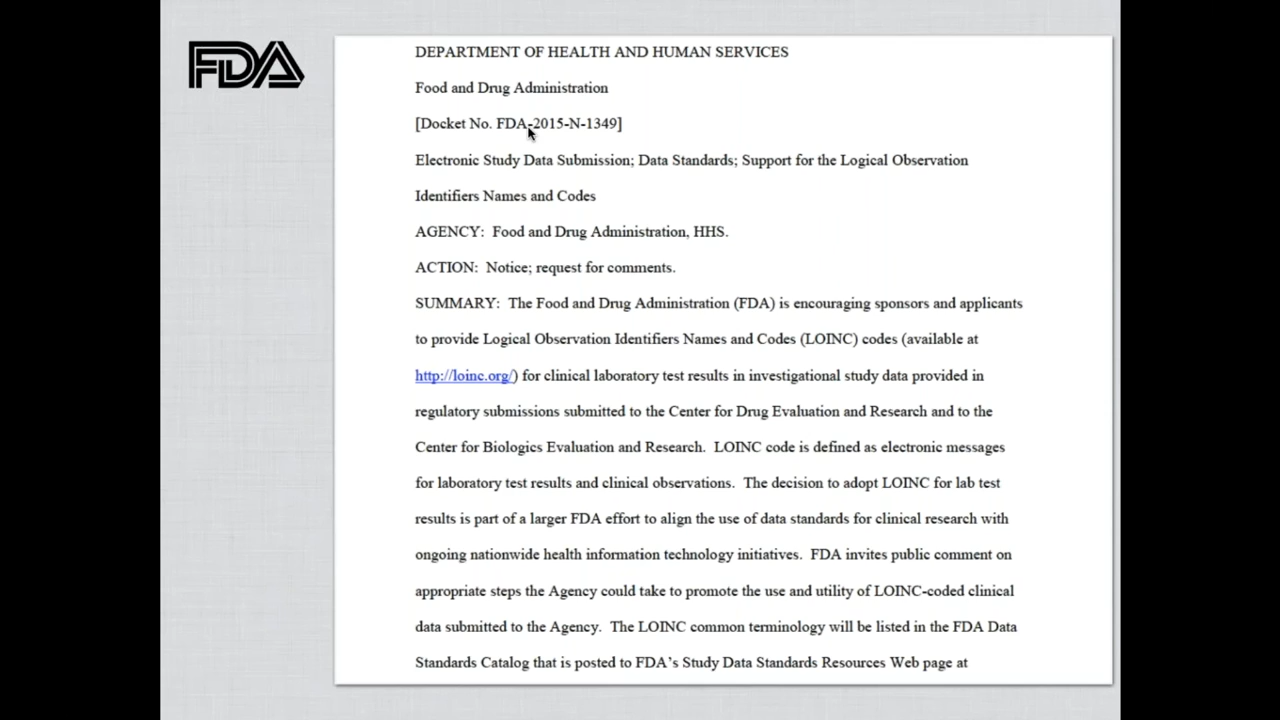 FDA
DEPARTMENT OF HEALTH AND HUMAN SERVICES
Food and Drug Administration
[Docket No. FDA-2015-N-1349]
Electronic Study Data Submission; Data Standards; Support for the Logical Observation
Identifiers Names and Codes
AGENCY:  Food and Drug Administration, HHS.
ACTION:  Notice; request for comments.
SUMMARY:  The Food and Drug Administration (FDA) is encouraging sponsors and applicants
to provide Logical Observation Identifiers Names and Codes (LOINC) codes (available at
http://loinc.org/) for clinical laboratory test results in investigational study data provided in
regulatory submissions submitted to the Center for Drug Evaluation and Research and to the
Center for Biologics Evaluation and Research.  LOINC code is defined as electronic messages
for laboratory test results and clinical observations.  The decision to adopt LOINC for lab test
results is part of a larger FDA effort to align the use of data standards for clinical research with
ongoing nationwide health information technology initiatives.  FDA invites public comment on
appropriate steps the Agency could take to promote the use and utility of LOINC-coded clinical
data submitted to the Agency.  The LOINC common terminology will be listed in the FDA Data
Standards Catalog that is posted to FDA’s Study Data Standards Resources Web page at